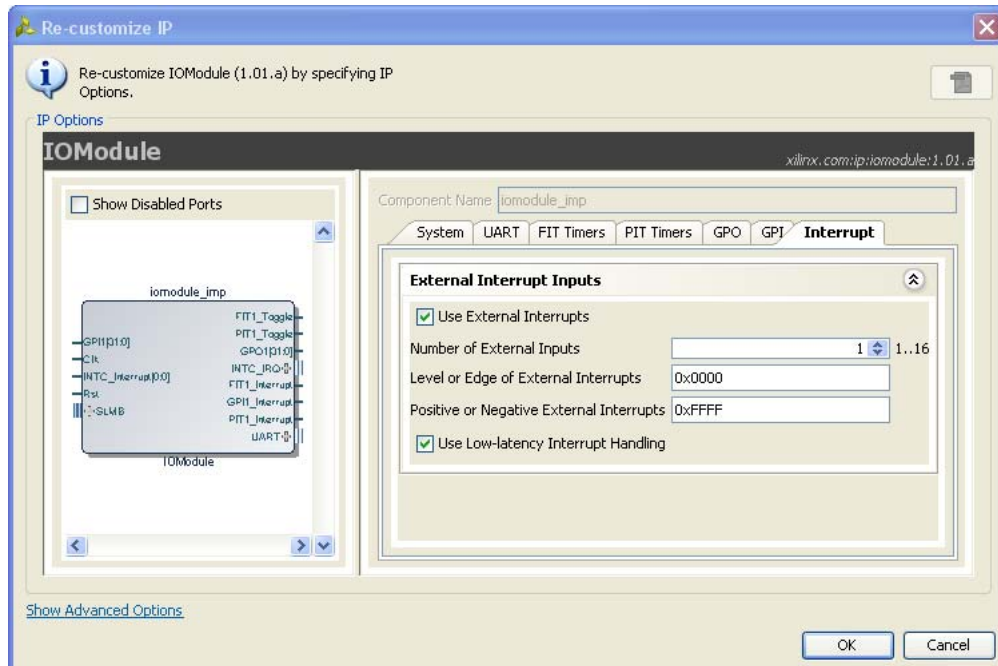 Re-customize IP
Re-customize IOModule (1.01.a) by specifying IP
Options.
IP Options
IOModule
xilinx.com:ip:iomodule:1.01.a
Show Disabled Ports
Component Name iomodule_imp
System UART FIT Timers PIT Timers GPO GPI Interrupt
External Interrupt Inputs
Use External Interrupts
Number of External Inputs 1 1..16
Level or Edge of External Interrupts 0x0000
Positive or Negative External Interrupts 0xFFFF
Use Low-latency Interrupt Handling
iomodule_imp
GPI1[31:0]
Clk
INTC_Interrupt[0:0]
Rst
SLMB
FIT1_Toggle
PIT1_Toggle
GPO1[31:0]
INTC_IRQ
FIT1_Interrupt
GPI1_Interrupt
PIT1_Interrupt
UART
IOModule
Show Advanced Options
OK Cancel